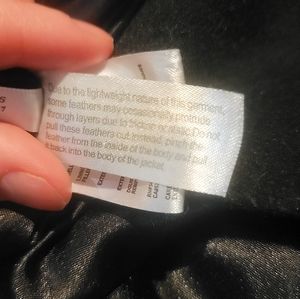 Due to the lightweight nature of this garment,
some feathers may occasionally protrude
through layers due to friction or static. Do not
pull these feathers out. Instead, pinch the
feather from the inside of the body and pull
it back into the body of the jacket.